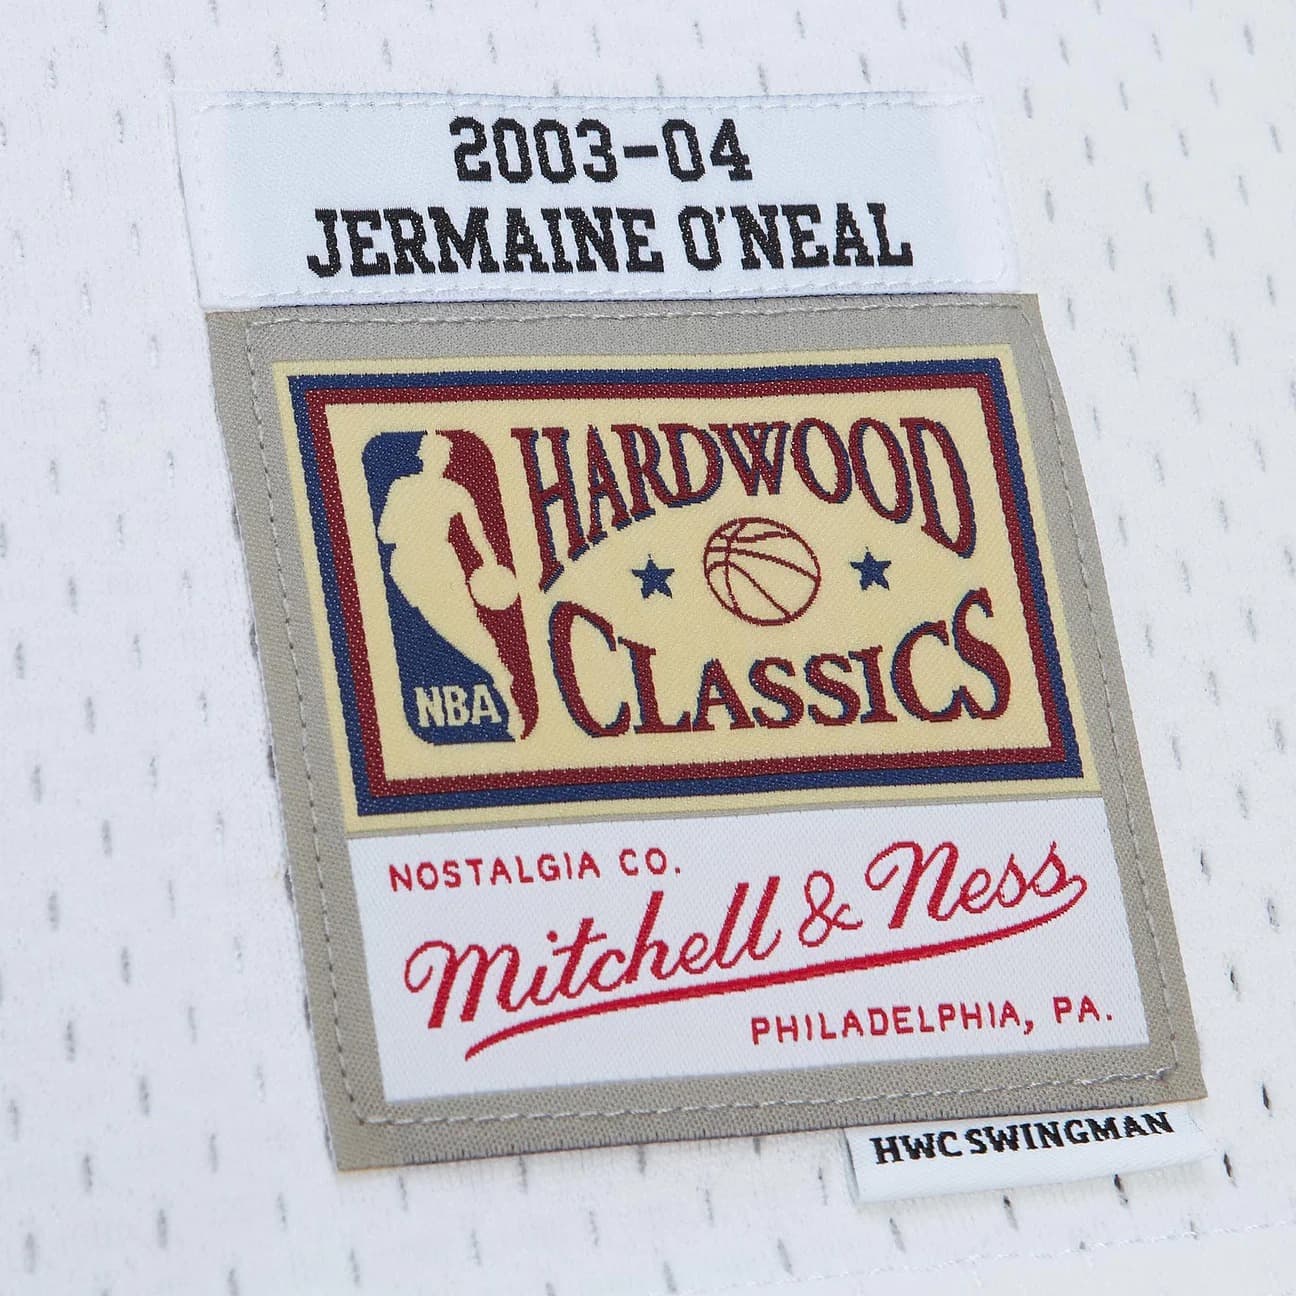 2003-04
JERMAINE O'NEAL
HARDWOOD
CLASSICS
NBA
NOSTALGIA CO.
Mitchell & Ness
PHILADELPHIA, PA.
HWC SWINGMAN